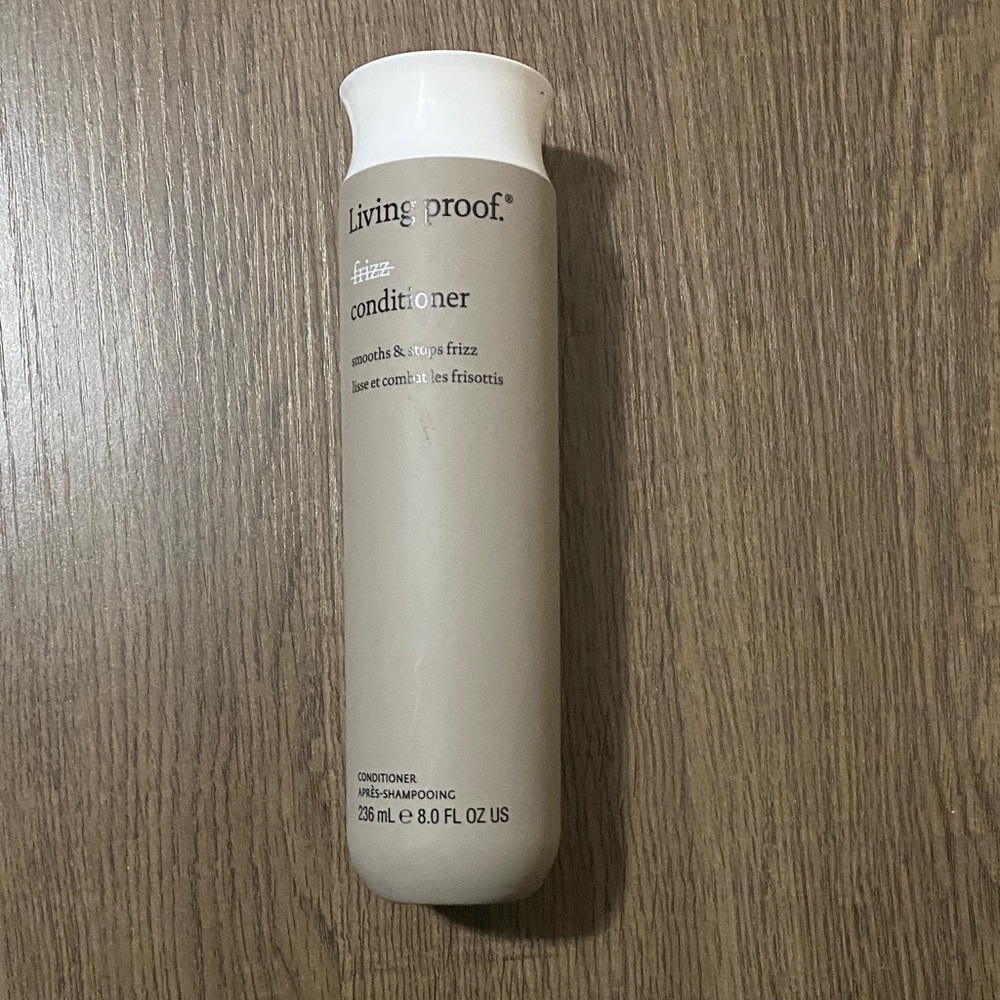 Living proof.®
frizz
conditioner
smooths & stops frizz
lisse et combat les frisottis
CONDITIONER
APRÈS-SHAMPOOING
236 mL ℮ 8.0 FL OZ US